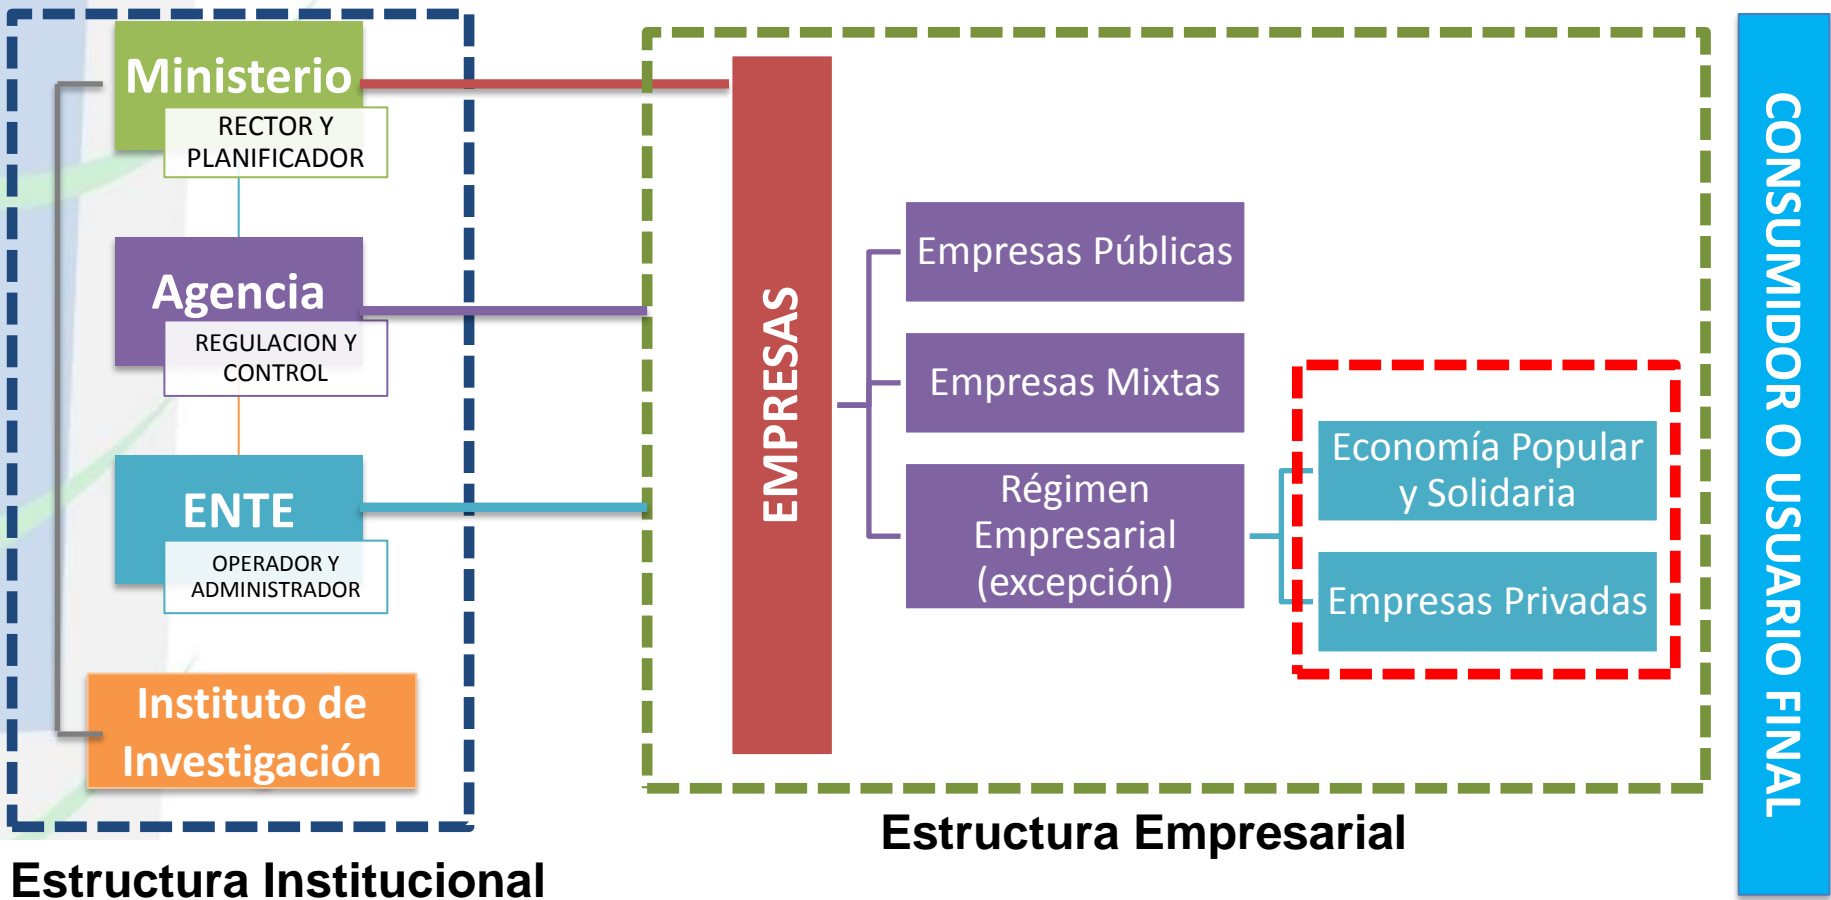 Ministerio
RECTOR Y
PLANIFICADOR
Agencia
REGULACION Y
CONTROL
ENTE
OPERADOR Y
ADMINISTRADOR
Instituto de
Investigación
Estructura Institucional
EMPRESAS
Empresas Públicas
Empresas Mixtas
Régimen
Empresarial
(excepción)
Economía Popular
y Solidaria
Empresas Privadas
Estructura Empresarial
CONSUMIDOR O USUARIO FINAL